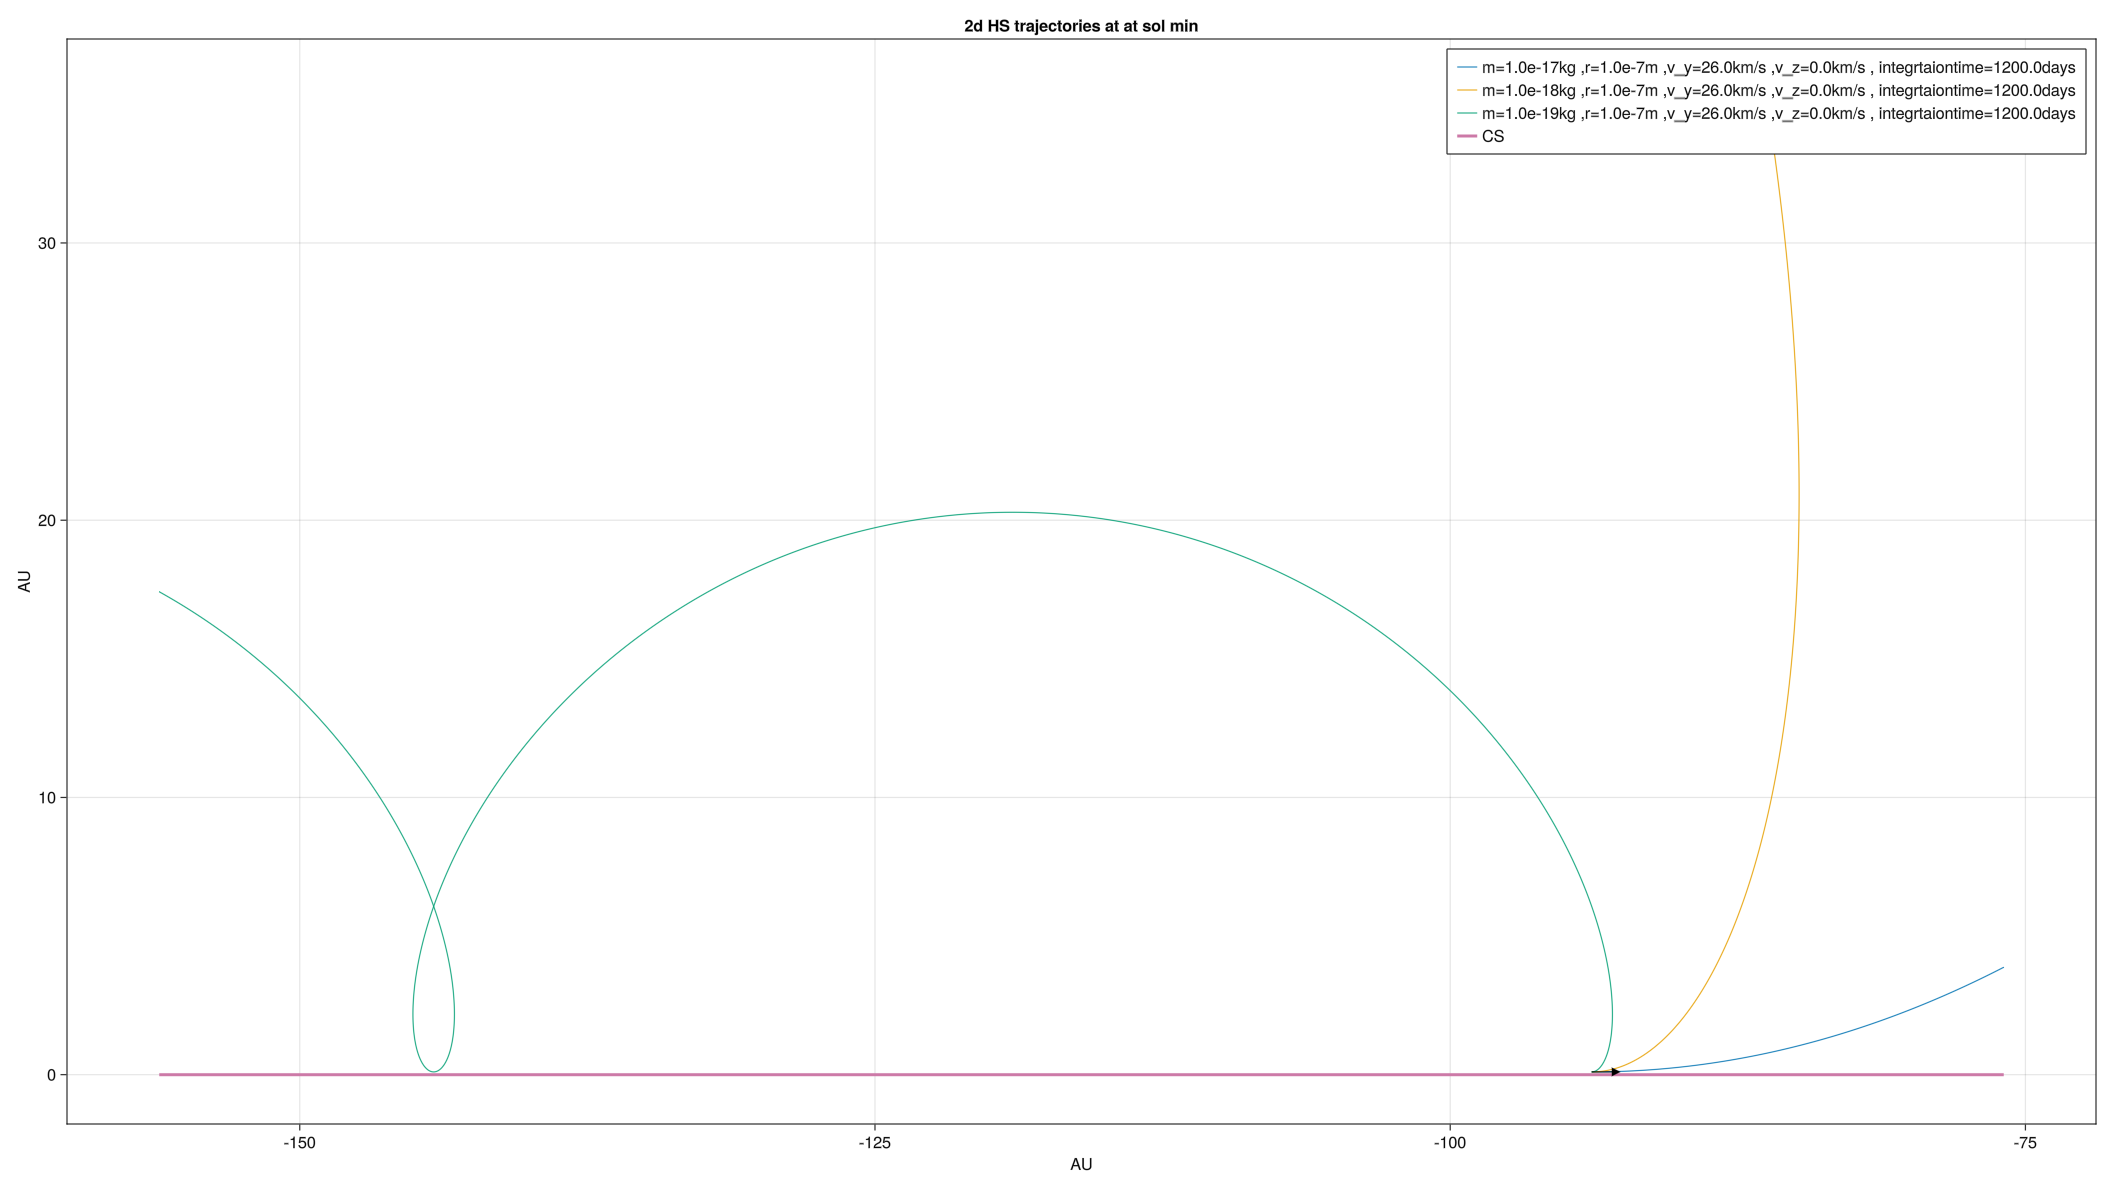 2d HS trajectories at at sol min
m=1.0e-17kg ,r=1.0e-7m ,v_y=26.0km/s ,v_z=0.0km/s , integrtaiontime=1200.0days
m=1.0e-18kg ,r=1.0e-7m ,v_y=26.0km/s ,v_z=0.0km/s , integrtaiontime=1200.0days
m=1.0e-19kg ,r=1.0e-7m ,v_y=26.0km/s ,v_z=0.0km/s , integrtaiontime=1200.0days
CS
30
20
AU
10
0
-150
-125
-100
-75
AU